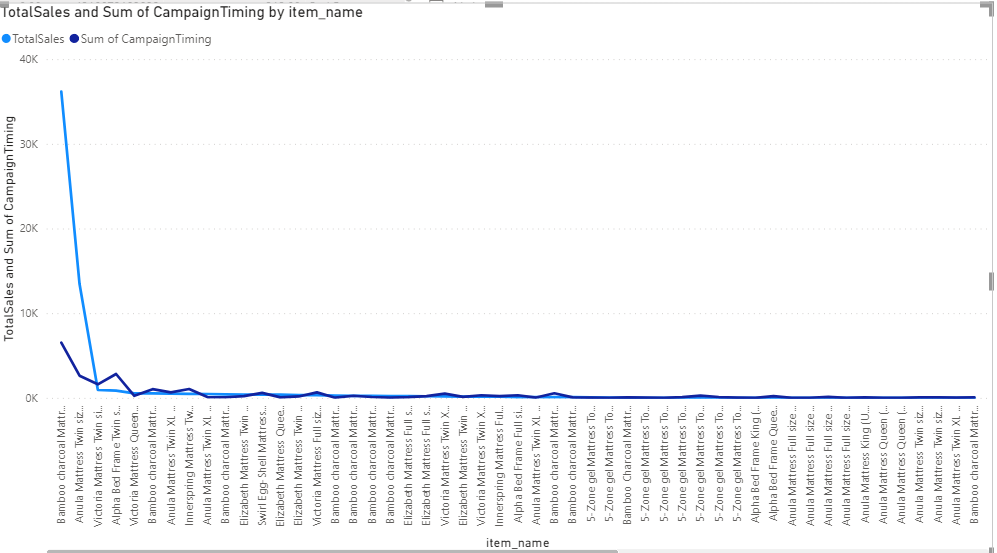 TotalSales and Sum of CampaignTiming by item_name
TotalSales Sum of CampaignTiming
TotalSales and Sum of CampaignTiming
40K
30K
20K
10K
0K
Bamboo charcoal Mattr...
Anula Mattress Twin siz...
Victoria Mattress Twin si...
Alpha Bed Frame Twin s...
Victoria Mattress Queen...
Bamboo charcoal Mattr...
Anula Mattress Twin XL ...
Innerspring Mattress Tw...
Anula Mattress Twin XL ...
Bamboo charcoal Mattr...
Elizabeth Mattress Twin ...
Swirl Egg-Shell Mattres...
Elizabeth Mattress Quee...
Elizabeth Mattress Twin ...
Victoria Mattress Full siz...
Bamboo charcoal Mattr...
Bamboo charcoal Mattr...
Bamboo charcoal Mattr...
Bamboo charcoal Mattr...
Elizabeth Mattress Full s...
Elizabeth Mattress Full s...
Victoria Mattress Twin X...
Elizabeth Mattress Twin ...
Victoria Mattress Twin X...
Innerspring Mattress Ful...
Alpha Bed Frame Full si...
Anula Mattress Twin XL ...
Bamboo charcoal Mattr...
Bamboo charcoal Mattr...
5-Zone gel Mattress To...
5-Zone gel Mattress To...
Bamboo Charcoal Mattr...
5-Zone gel Mattress To...
5-Zone gel Mattress To...
5-Zone gel Mattress To...
5-Zone gel Mattress To...
5-Zone gel Mattress To...
5-Zone gel Mattress To...
Alpha Bed Frame King (...
Alpha Bed Frame Quee...
Anula Mattress Full size ...
Anula Mattress Full size ...
Anula Mattress Full size ...
Anula Mattress Full size ...
Anula Mattress King (U...
Anula Mattress Queen (...
Anula Mattress Queen (...
Anula Mattress Twin siz...
Anula Mattress Twin siz...
Anula Mattress Twin XL ...
Bamboo charcoal Mattr...
item_name